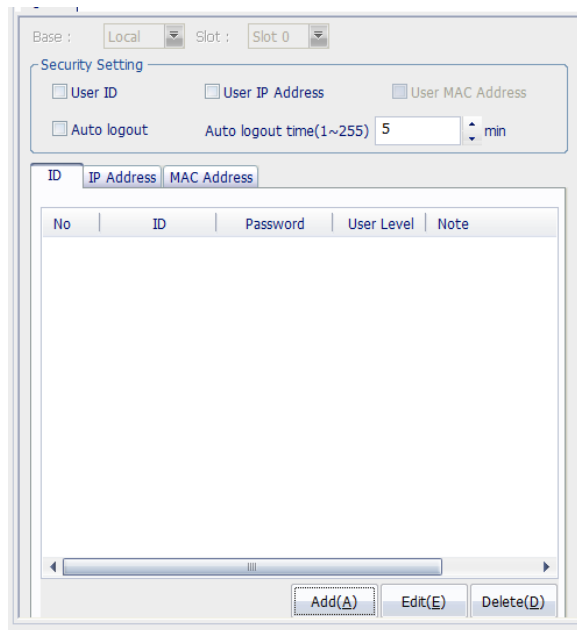 Base : Local Slot : Slot 0
Security Setting
User ID User IP Address User MAC Address
Auto logout Auto logout time(1~255) 5 min
ID IP Address MAC Address
No ID Password User Level Note
Add(A) Edit(E) Delete(D)